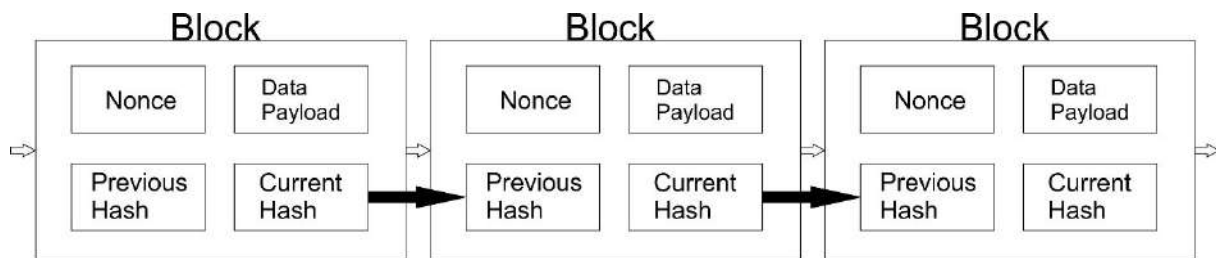 Block
Block
Block
Nonce
Data
Payload
Nonce
Data
Payload
Nonce
Data
Payload
Previous
Hash
Current
Hash
Previous
Hash
Current
Hash
Previous
Hash
Current
Hash